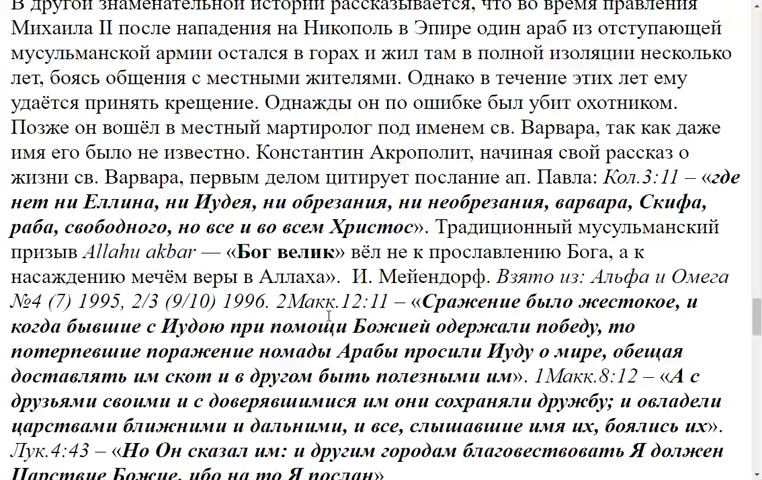 В другой знаменательной истории рассказывается, что во время правления
Михаила II после нападения на Никополь в Эпире один араб из отступающей
мусульманской армии остался в горах и жил там в полной изоляции несколько
лет, боясь общения с местными жителями. Однако в течение этих лет ему
удаётся принять крещение. Однажды он по ошибке был убит охотником.
Позже он вошёл в местный мартиролог под именем св. Варвара, так как даже
имя его было не известно. Константин Акрополит, начиная свой рассказ о
жизни св. Варвара, первым делом цитирует послание ап. Павла: Кол.3:11 – «где
нет ни Еллина, ни Иудея, ни обрезания, ни необрезания, варвара, Скифа,
раба, свободного, но все и во всем Христос». Традиционный мусульманский
призыв Allahu akbar — «Бог велик» вёл не к прославлению Бога, а к
насаждению мечём веры в Аллаха». И. Мейендорф. Взято из: Альфа и Омега
№4 (7) 1995, 2/3 (9/10) 1996. 2Макк.12:11 – «Сражение было жестокое, и
когда бывшие с Иудою при помощи Божией одержали победу, то
потерпевшие поражение номады Арабы просили Иуду о мире, обещая
доставлять им скот и в другом быть полезными им». 1Макк.8:12 – «А с
друзьями своими и с доверявшимися им они сохраняли дружбу; и овладели
царствами ближними и дальними, и все, слышавшие имя их, боялись их».
Лук.4:43 – «Но Он сказал им: и другим городам благовествовать Я должен
Царствие Божие, ибо на то Я послан»